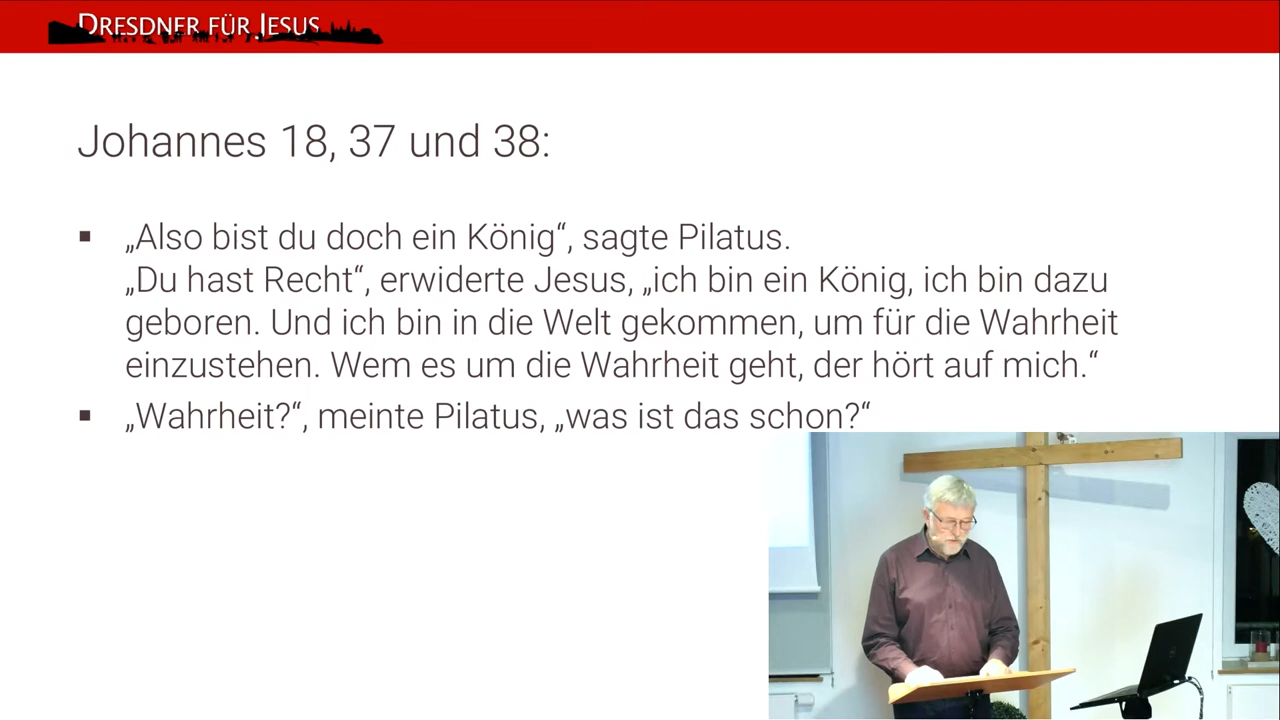 DRESDNER FÜR JESUS
Johannes 18, 37 und 38:
▪ „Also bist du doch ein König“, sagte Pilatus.
„Du hast Recht“, erwiderte Jesus, „ich bin ein König, ich bin dazu
geboren. Und ich bin in die Welt gekommen, um für die Wahrheit
einzustehen. Wem es um die Wahrheit geht, der hört auf mich.“
▪ „Wahrheit?“, meinte Pilatus, „was ist das schon?“